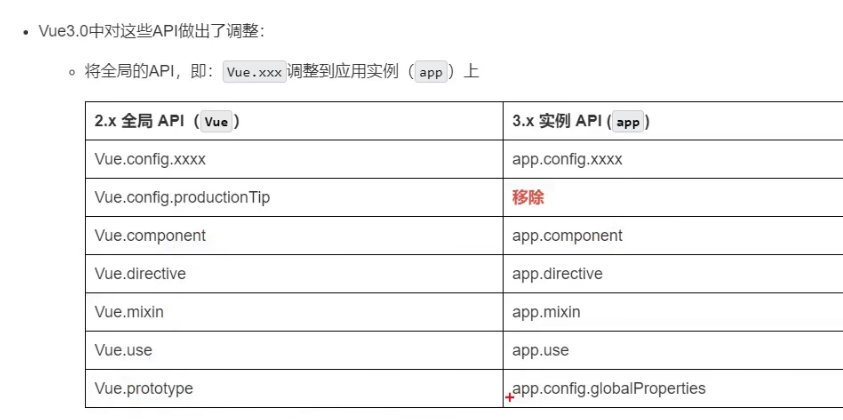 Vue3.0中对这些API做出了调整：
将全局的API，即：Vue.xxx调整到应用实例（app）上
2.x 全局 API（Vue）
3.x 实例 API (app)
Vue.config.xxxx
app.config.xxxx
Vue.config.productionTip
移除
Vue.component
app.component
Vue.directive
app.directive
Vue.mixin
app.mixin
Vue.use
app.use
Vue.prototype
app.config.globalProperties